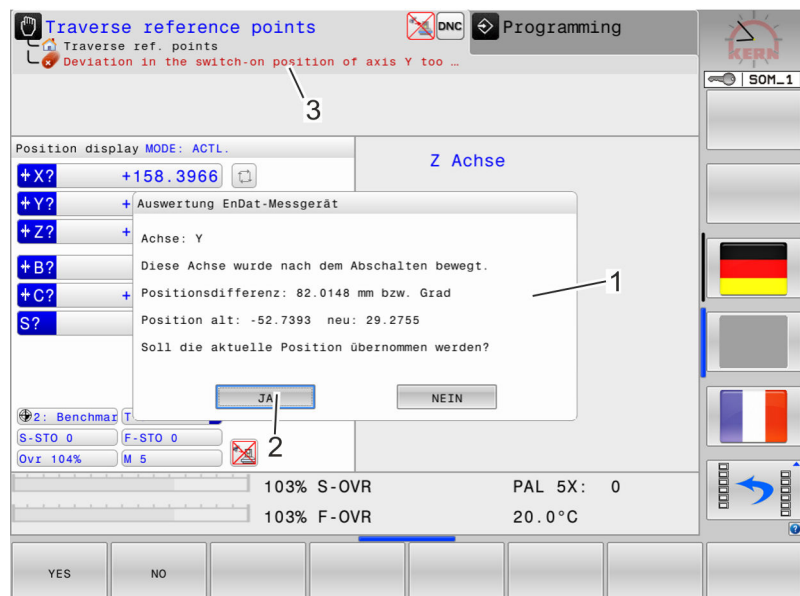 Traverse reference points
DNC
Programming
Traverse ref. points
Deviation in the switch-on position of axis Y too …
KERN
SOM_1
3
Position display MODE: ACTL.
Z Achse
X? +158.3966
Y? +
Z? +
B?
C? +
S?
Auswertung EnDat-Messgerät
Achse: Y
Diese Achse wurde nach dem Abschalten bewegt.
Positionsdifferenz: 82.0148 mm bzw. Grad
1
Position alt: -52.7393 neu: 29.2755
Soll die aktuelle Position übernommen werden?
JA
NEIN
2
2: Benchmar T
S-STO 0 F-STO 0
Ovr 104% M 5
103% S-OVR PAL 5X: 0
103% F-OVR 20.0°C
YES NO